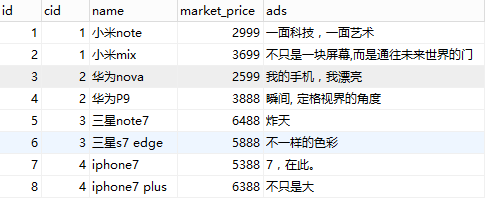 id cid name market_price ads
1 1 小米note 2999 一面科技，一面艺术
2 1 小米mix 3699 不只是一块屏幕,而是通往未来世界的门
3 2 华为nova 2599 我的手机，我漂亮
4 2 华为P9 3888 瞬间, 定格视界的角度
5 3 三星note7 6488 炸天
6 3 三星s7 edge 5888 不一样的色彩
7 4 iphone7 5388 7，在此。
8 4 iphone7 plus 6388 不只是大